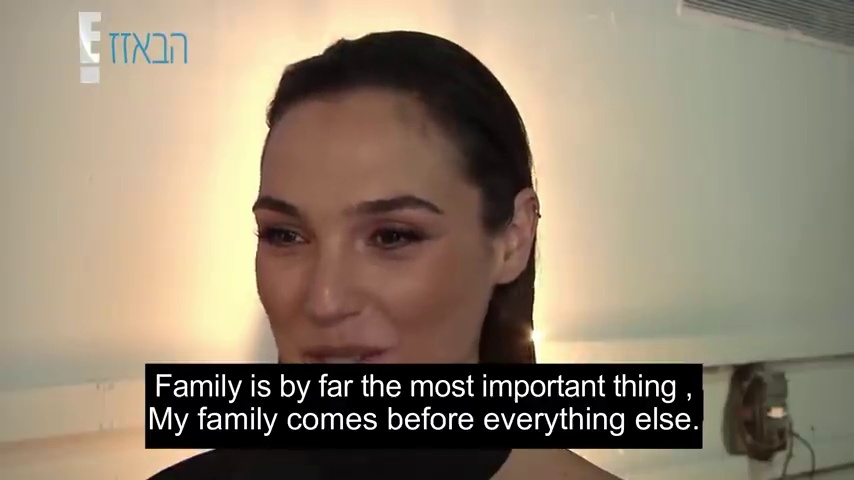 E! הבאזז
Family is by far the most important thing ,
My family comes before everything else.